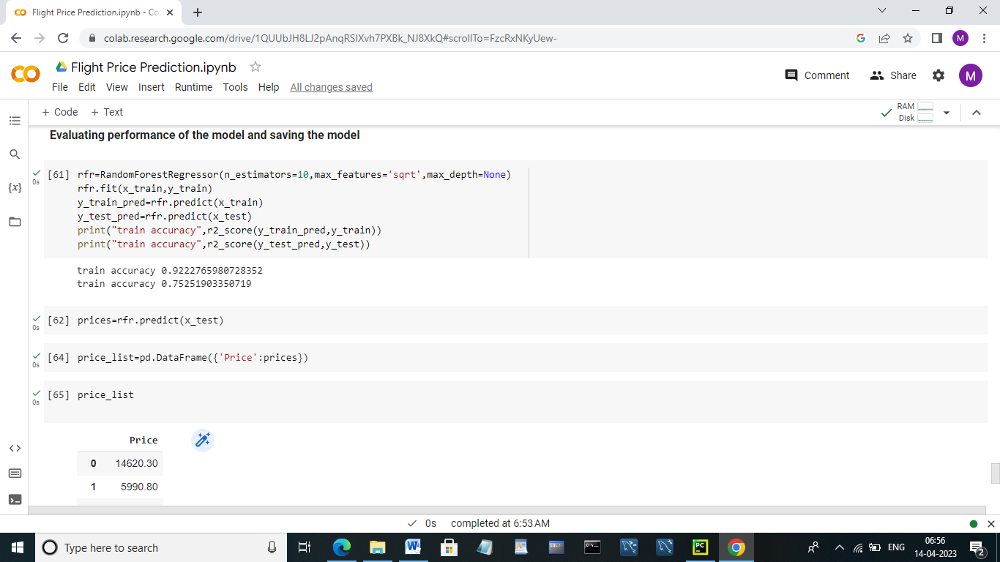 Flight Price Prediction.ipynb - Co
colab.research.google.com/drive/1QUUbJH8LJ2pAnqRSIXvh7PXBk_NJ8XkQ#scrollTo=FzcRxNKyUew-
M
Flight Price Prediction.ipynb
Comment
Share
M
File Edit View Insert Runtime Tools Help All changes saved
+ Code + Text
RAM
Disk
Evaluating performance of the model and saving the model
[61] rfr=RandomForestRegressor(n_estimators=10,max_features='sqrt',max_depth=None)
0s
rfr.fit(x_train,y_train)
y_train_pred=rfr.predict(x_train)
y_test_pred=rfr.predict(x_test)
print("train accuracy",r2_score(y_train_pred,y_train))
print("train accuracy",r2_score(y_test_pred,y_test))
train accuracy 0.9222765980728352
train accuracy 0.75251903350719
[62] prices=rfr.predict(x_test)
0s
[64] price_list=pd.DataFrame({'Price':prices})
0s
[65] price_list
0s
Price
0 14620.30
1 5990.80
0s completed at 6:53 AM
Type here to search
ENG
06:56
14-04-2023
2